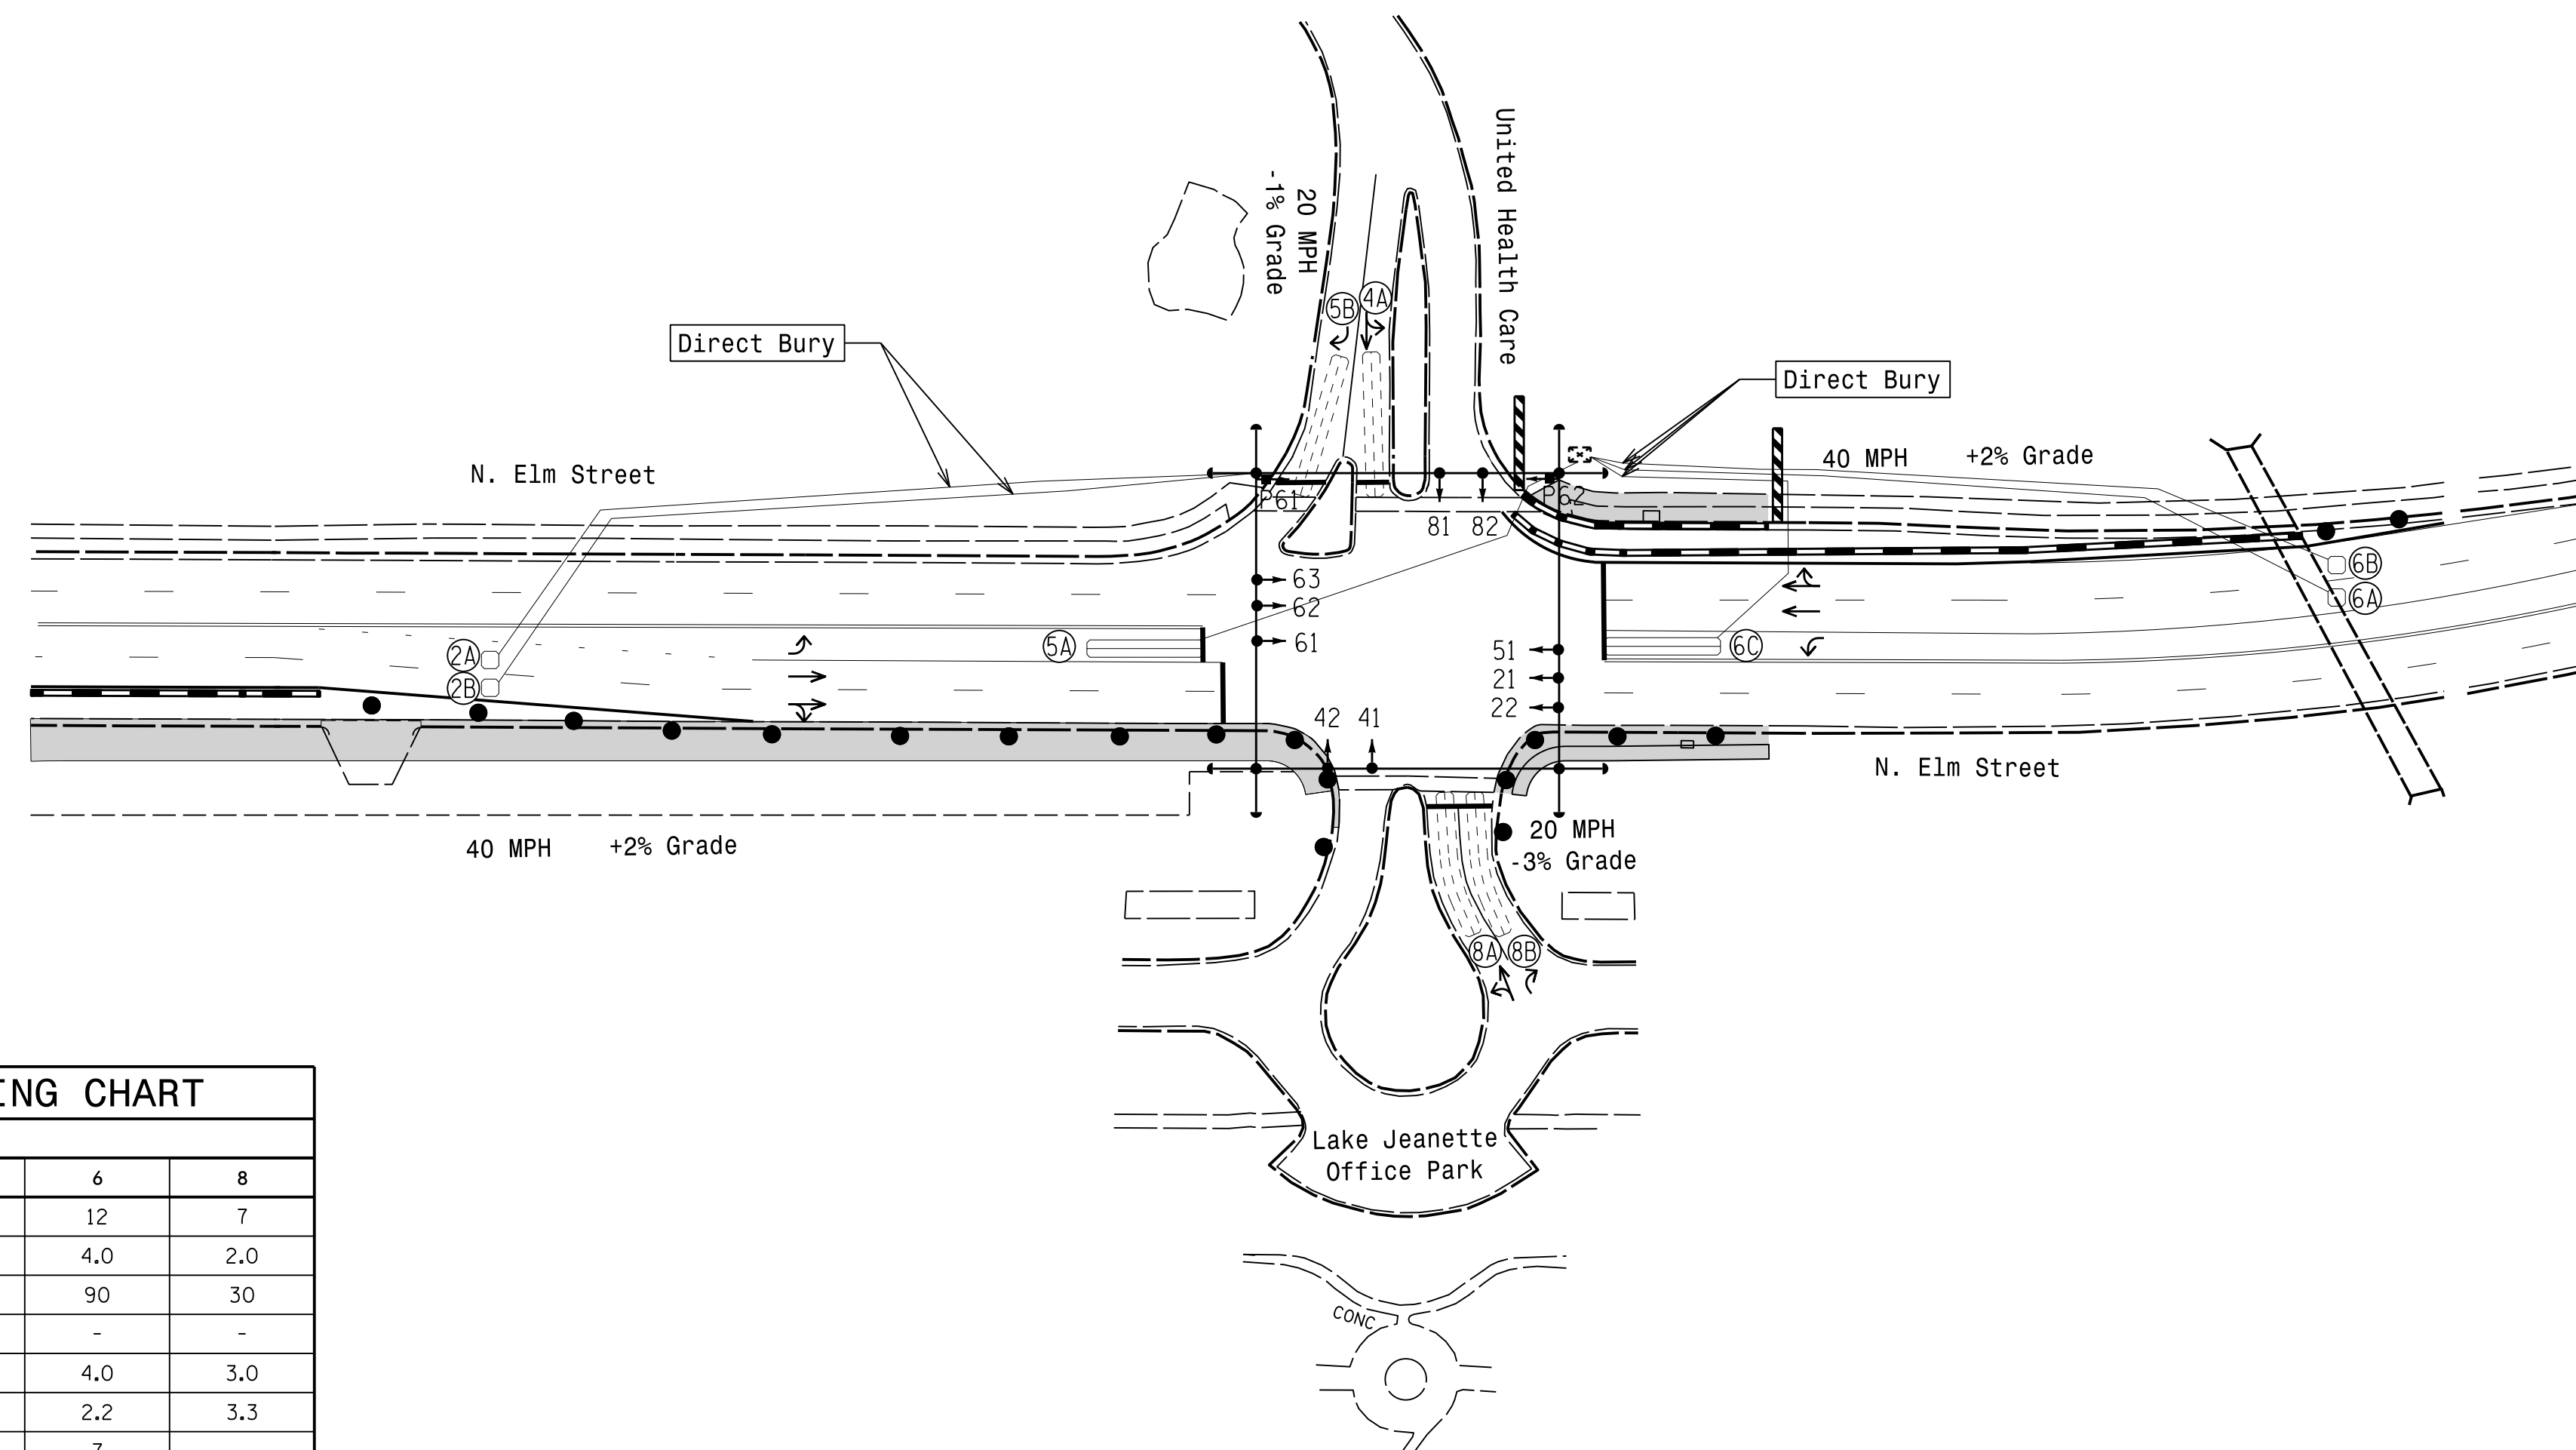 United Health Care
20 MPH
-1% Grade
5B
4A
Direct Bury
Direct Bury
N. Elm Street
40 MPH +2% Grade
P61
P62
81 82
63
62
61
6B
6A
2A
5A
6C
2B
51
21
22
42 41
N. Elm Street
40 MPH +2% Grade
20 MPH
-3% Grade
8A 8B
Lake Jeanette
Office Park
CONC
ING CHART
6 8
12 7
4.0 2.0
90 30
- -
4.0 3.0
2.2 3.3